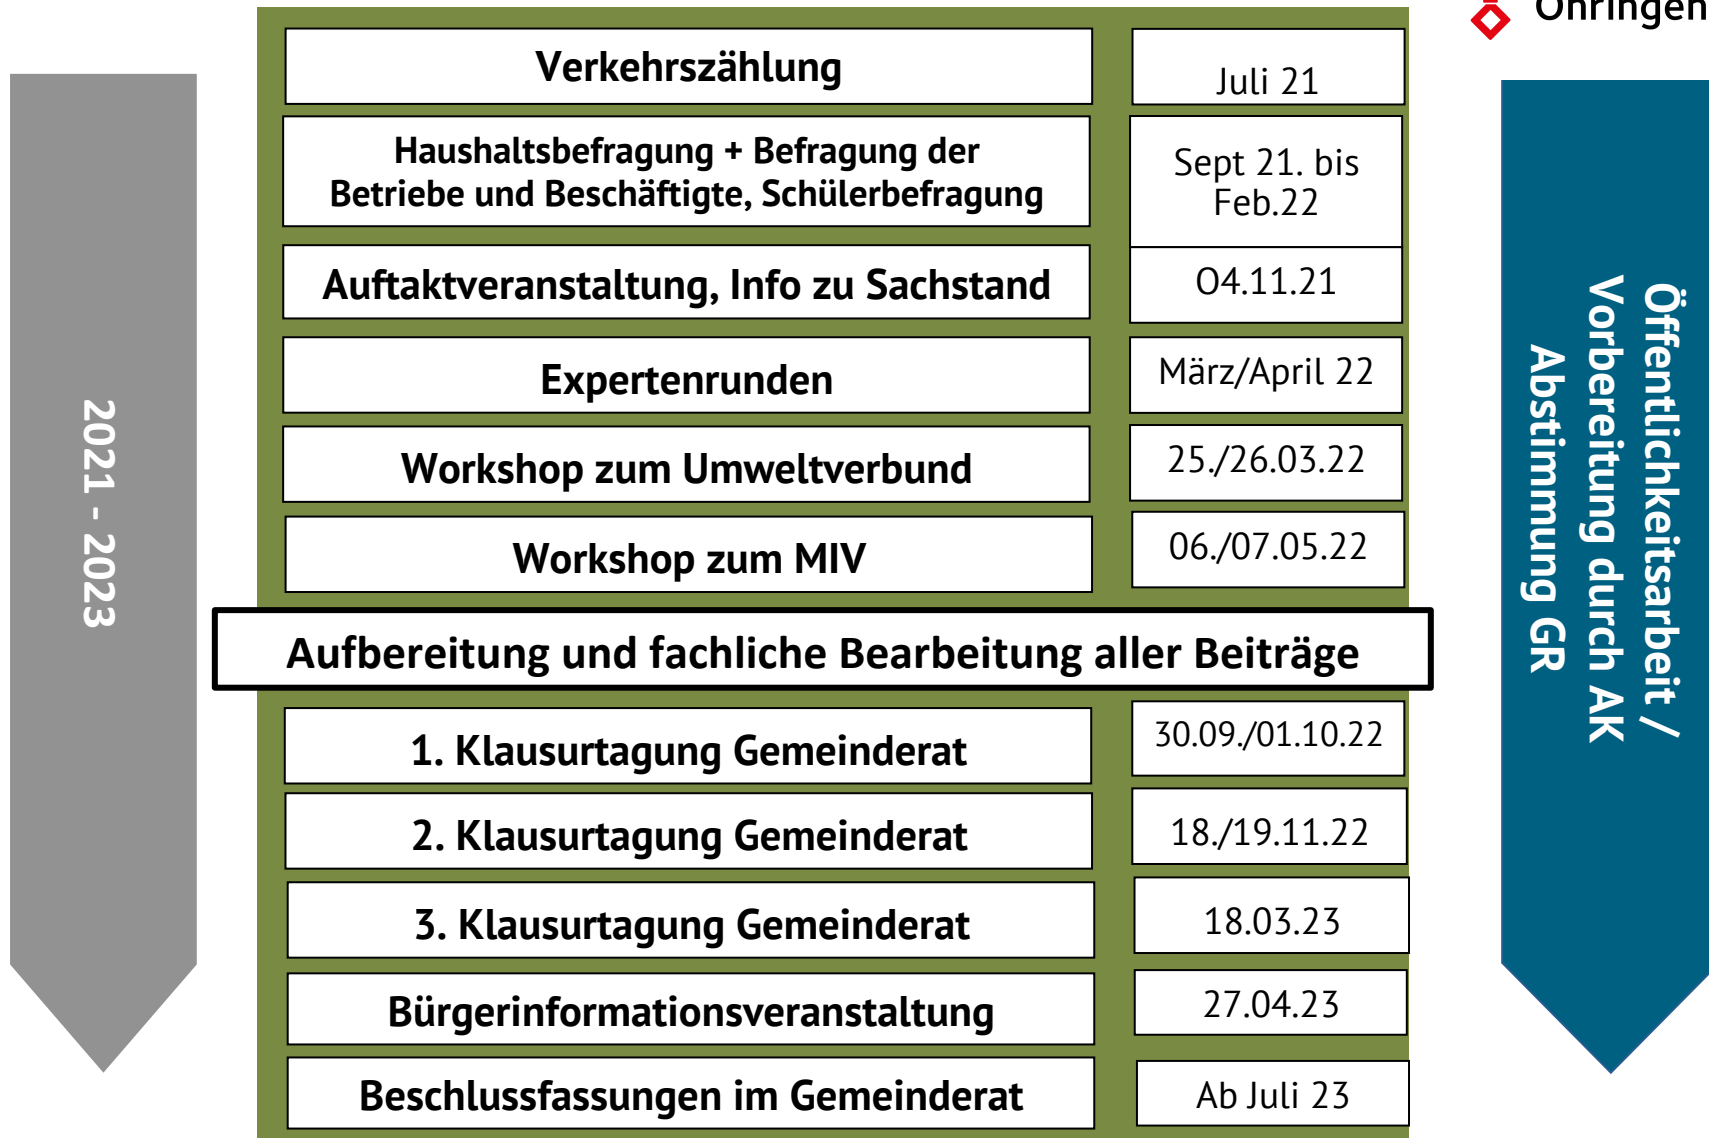 Öhringen
Verkehrszählung
Juli 21
Haushaltsbefragung + Befragung der
Betriebe und Beschäftigte, Schülerbefragung
Sept 21. bis
Feb.22
Auftaktveranstaltung, Info zu Sachstand
O4.11.21
Expertenrunden
März/April 22
Workshop zum Umweltverbund
25./26.03.22
Workshop zum MIV
06./07.05.22
Aufbereitung und fachliche Bearbeitung aller Beiträge
1. Klausurtagung Gemeinderat
30.09./01.10.22
2. Klausurtagung Gemeinderat
18./19.11.22
3. Klausurtagung Gemeinderat
18.03.23
Bürgerinformationsveranstaltung
27.04.23
Beschlussfassungen im Gemeinderat
Ab Juli 23
2021 - 2023
Öffentlichkeitsarbeit /
Vorbereitung durch AK
Abstimmung GR